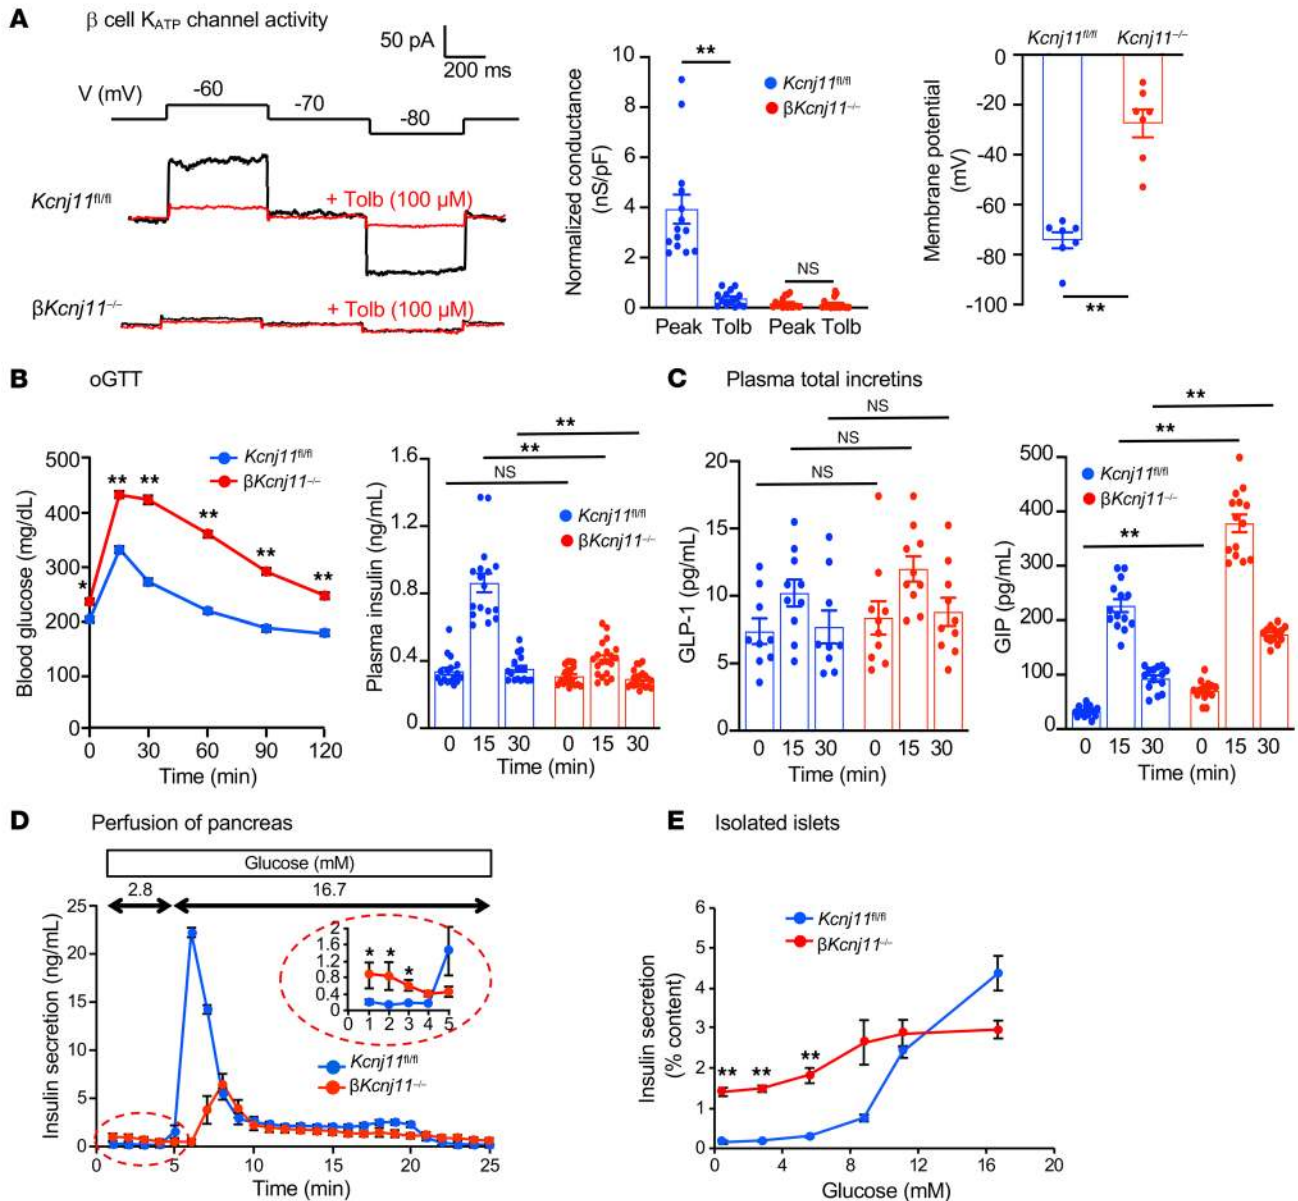 A β cell K_ATP channel activity
50 pA
200 ms
V (mV)
-60
-70
-80
Kcnj11fl/fl
+ Tolb (100 µM)
βKcnj11–/–
+ Tolb (100 µM)
Normalized conductance
(nS/pF)
10
8
6
4
2
0
**
Kcnj11fl/fl
βKcnj11–/–
NS
Peak Tolb Peak Tolb
Kcnj11fl/fl Kcnj11–/–
Membrane potential
(mV)
0
-20
-40
-60
-80
-100
**
B oGTT
Blood glucose (mg/dL)
500
400
300
200
100
0
Kcnj11fl/fl
βKcnj11–/–
* ** ** ** ** **
0 30 60 90 120
Time (min)
Plasma insulin (ng/mL)
1.6
1.2
0.8
0.4
0
**
**
NS
Kcnj11fl/fl
βKcnj11–/–
0 15 30 0 15 30
Time (min)
C Plasma total incretins
GLP-1 (pg/mL)
20
15
10
5
0
NS
NS
NS
0 15 30 0 15 30
Time (min)
GIP (pg/mL)
500
400
300
200
100
0
**
**
**
Kcnj11fl/fl
βKcnj11–/–
0 15 30 0 15 30
Time (min)
D Perfusion of pancreas
Glucose (mM)
2.8 16.7
Insulin secretion (ng/mL)
25
20
15
10
5
0
2
1.6
1.2
0.8
0.4
0
* * *
0 1 2 3 4 5
Kcnj11fl/fl
βKcnj11–/–
0 5 10 15 20 25
Time (min)
E Isolated islets
Insulin secretion
(% content)
6
5
4
3
2
1
0
Kcnj11fl/fl
βKcnj11–/–
** ** **
0 4 8 12 16 20
Glucose (mM)